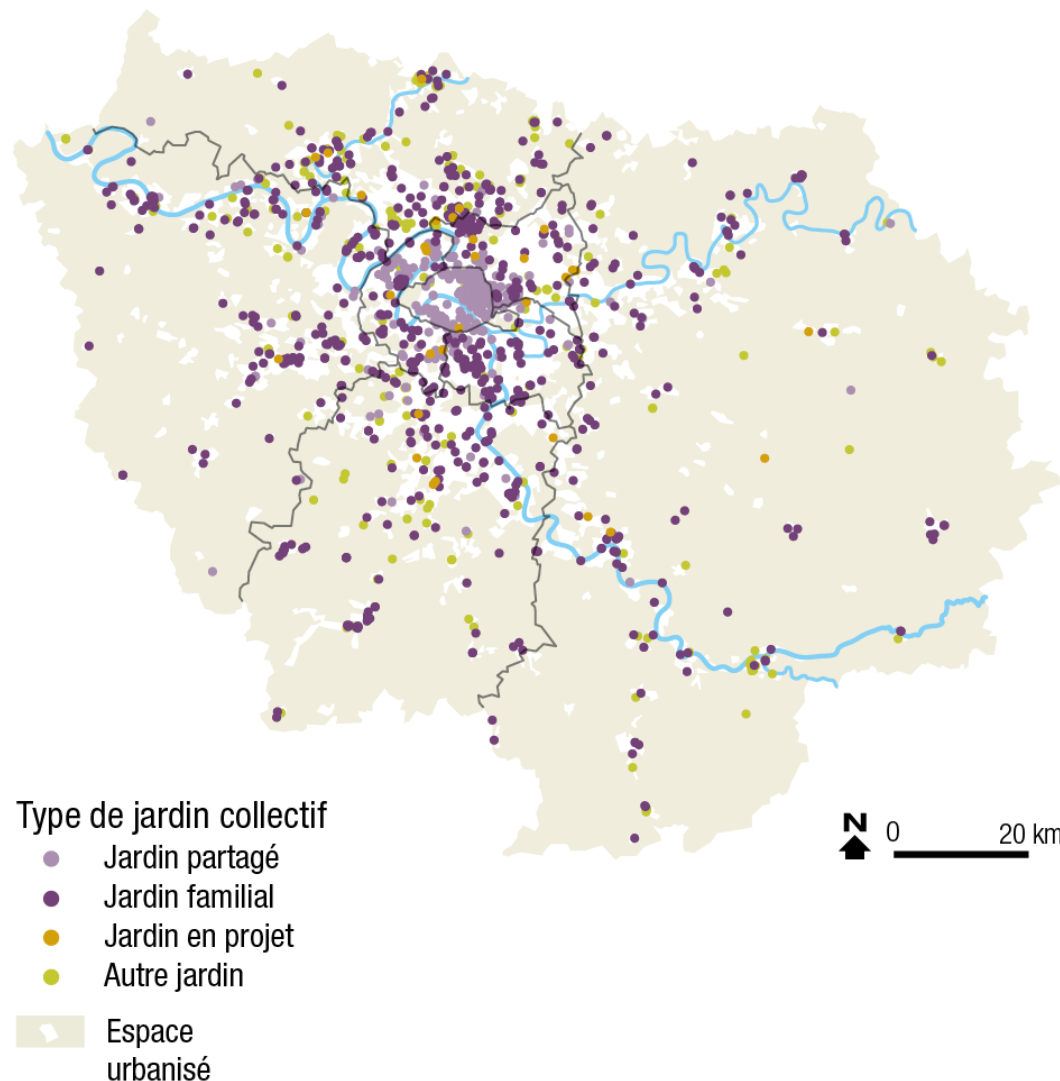 Type de jardin collectif
Jardin partagé
Jardin familial
Jardin en projet
Autre jardin
Espace
urbanisé
N
0 20 km